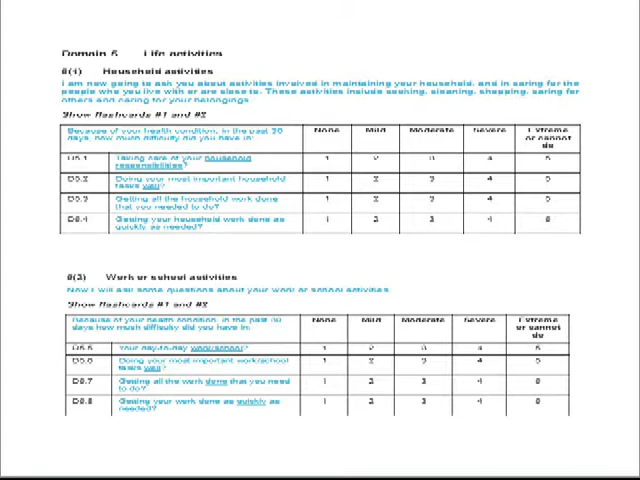 Domain 5 Life activities
5(1) Household activities
I am now going to ask you about activities involved in maintaining your household, and in caring for the
people who you live with or are close to. These activities include cooking, cleaning, shopping, caring for
others and caring for your belongings.
Show flashcards #1 and #2
Because of your health condition, in the past 30 days, how much difficulty did you have in: None Mild Moderate Severe Extreme or cannot do
D5.1 Taking care of your household responsibilities? 1 2 3 4 5
D5.2 Doing your most important household tasks well? 1 2 3 4 5
D5.3 Getting all the household work done that you needed to do? 1 2 3 4 5
D5.4 Getting your household work done as quickly as needed? 1 2 3 4 5
5(2) Work or school activities
Now I will ask some questions about your work or school activities.
Show flashcards #1 and #2
Because of your health condition, in the past 30 days how much difficulty did you have in: None Mild Moderate Severe Extreme or cannot do
D5.5 Your day-to-day work/school? 1 2 3 4 5
D5.6 Doing your most important work/school tasks well? 1 2 3 4 5
D5.7 Getting all the work done that you need to do? 1 2 3 4 5
D5.8 Getting your work done as quickly as needed? 1 2 3 4 5